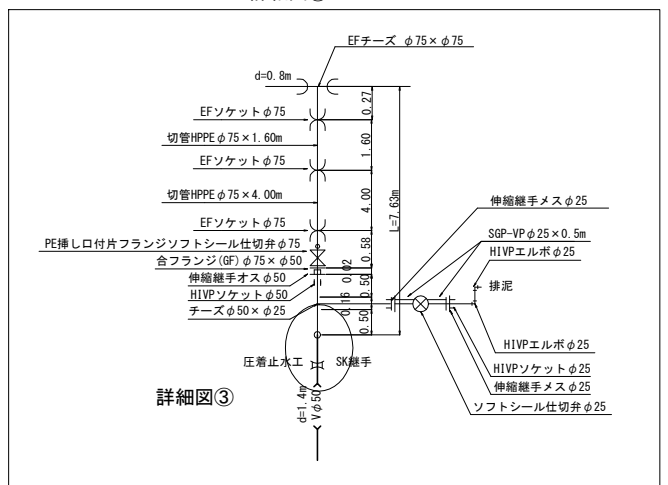 EFチーズ φ75×φ75
d=0.8m
0.27
EFソケットφ75
切管HPPEφ75×1.60m
1.60
EFソケットφ75
切管HPPEφ75×4.00m
4.00
L=7.63m
EFソケットφ75
PE挿し口付片フランジソフトシール仕切弁φ75
0.58
合フランジ(GF)φ75×φ50
0.02
伸縮継手オスφ50
HIVPソケットφ50
0.50
チーズφ50×φ25
0.16
0.50
伸縮継手メスφ25
SGP-VPφ25×0.5m
HIVPエルボφ25
排泥
HIVPエルボφ25
HIVPソケットφ25
伸縮継手メスφ25
ソフトシール仕切弁φ25
圧着止水工
SK継手
詳細図③
d=1.4m
Vφ50